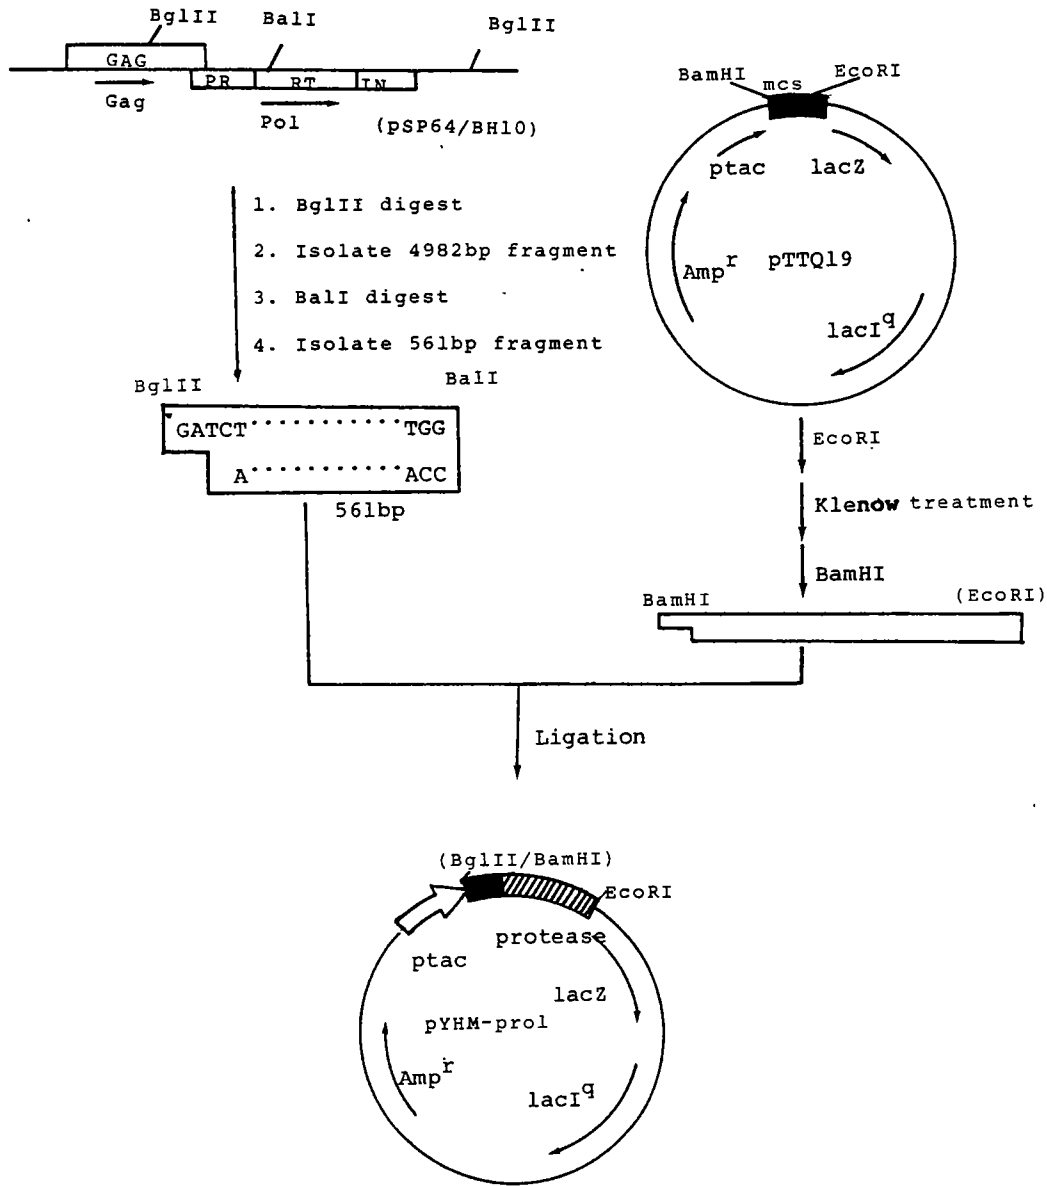 BglII BalI BglII
GAG
PR RT IN
Gag
Pol (pSP64/BH10)
1. BglII digest
2. Isolate 4982bp fragment
3. BalI digest
4. Isolate 561bp fragment
BglII BalI
GATCT··········TGG
A··········ACC
561bp
BamHI mcs EcoRI
ptac lacZ
Ampr pTTQ19
lacIq
EcoRI
Klenow treatment
BamHI
BamHI (EcoRI)
Ligation
(BglII/BamHI)
EcoRI
protease
ptac
lacZ
pYHM-pro1
Ampr
lacIq